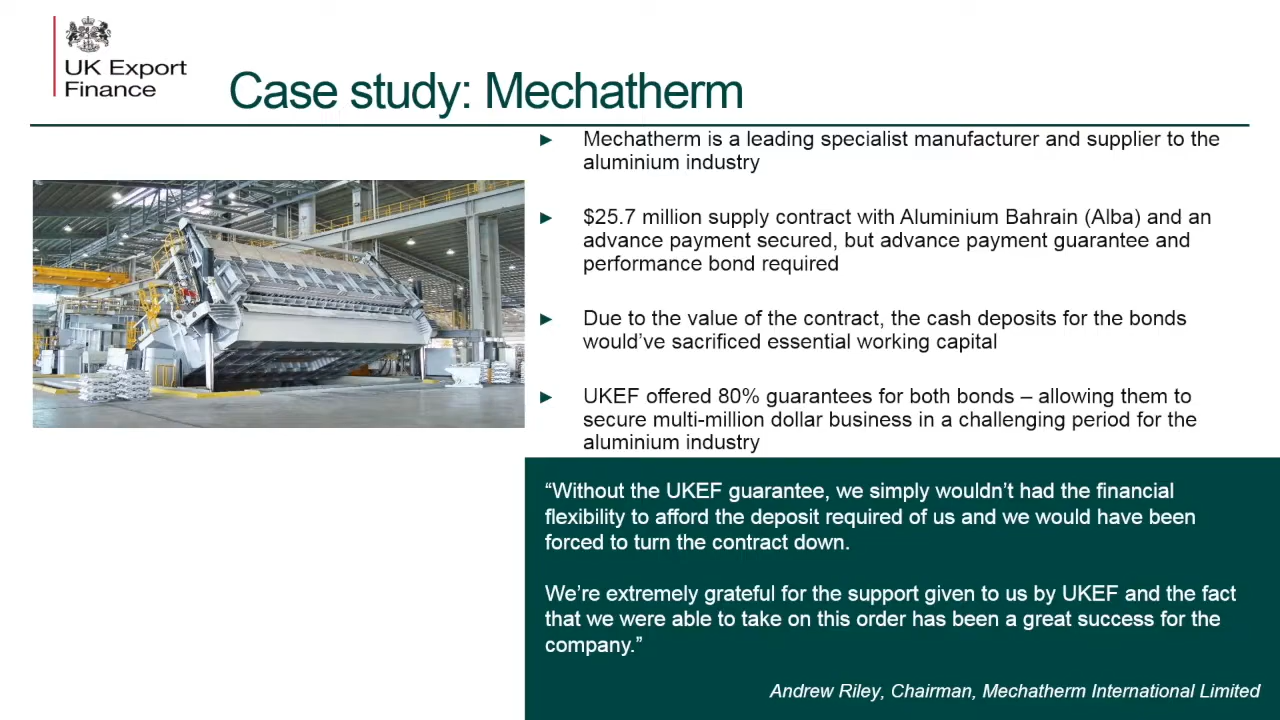 UK Export
Finance
Case study: Mechatherm
► Mechatherm is a leading specialist manufacturer and supplier to the
aluminium industry
► $25.7 million supply contract with Aluminium Bahrain (Alba) and an
advance payment secured, but advance payment guarantee and
performance bond required
► Due to the value of the contract, the cash deposits for the bonds
would’ve sacrificed essential working capital
► UKEF offered 80% guarantees for both bonds – allowing them to
secure multi-million dollar business in a challenging period for the
aluminium industry
“Without the UKEF guarantee, we simply wouldn’t had the financial
flexibility to afford the deposit required of us and we would have been
forced to turn the contract down.
We’re extremely grateful for the support given to us by UKEF and the fact
that we were able to take on this order has been a great success for the
company.”
Andrew Riley, Chairman, Mechatherm International Limited